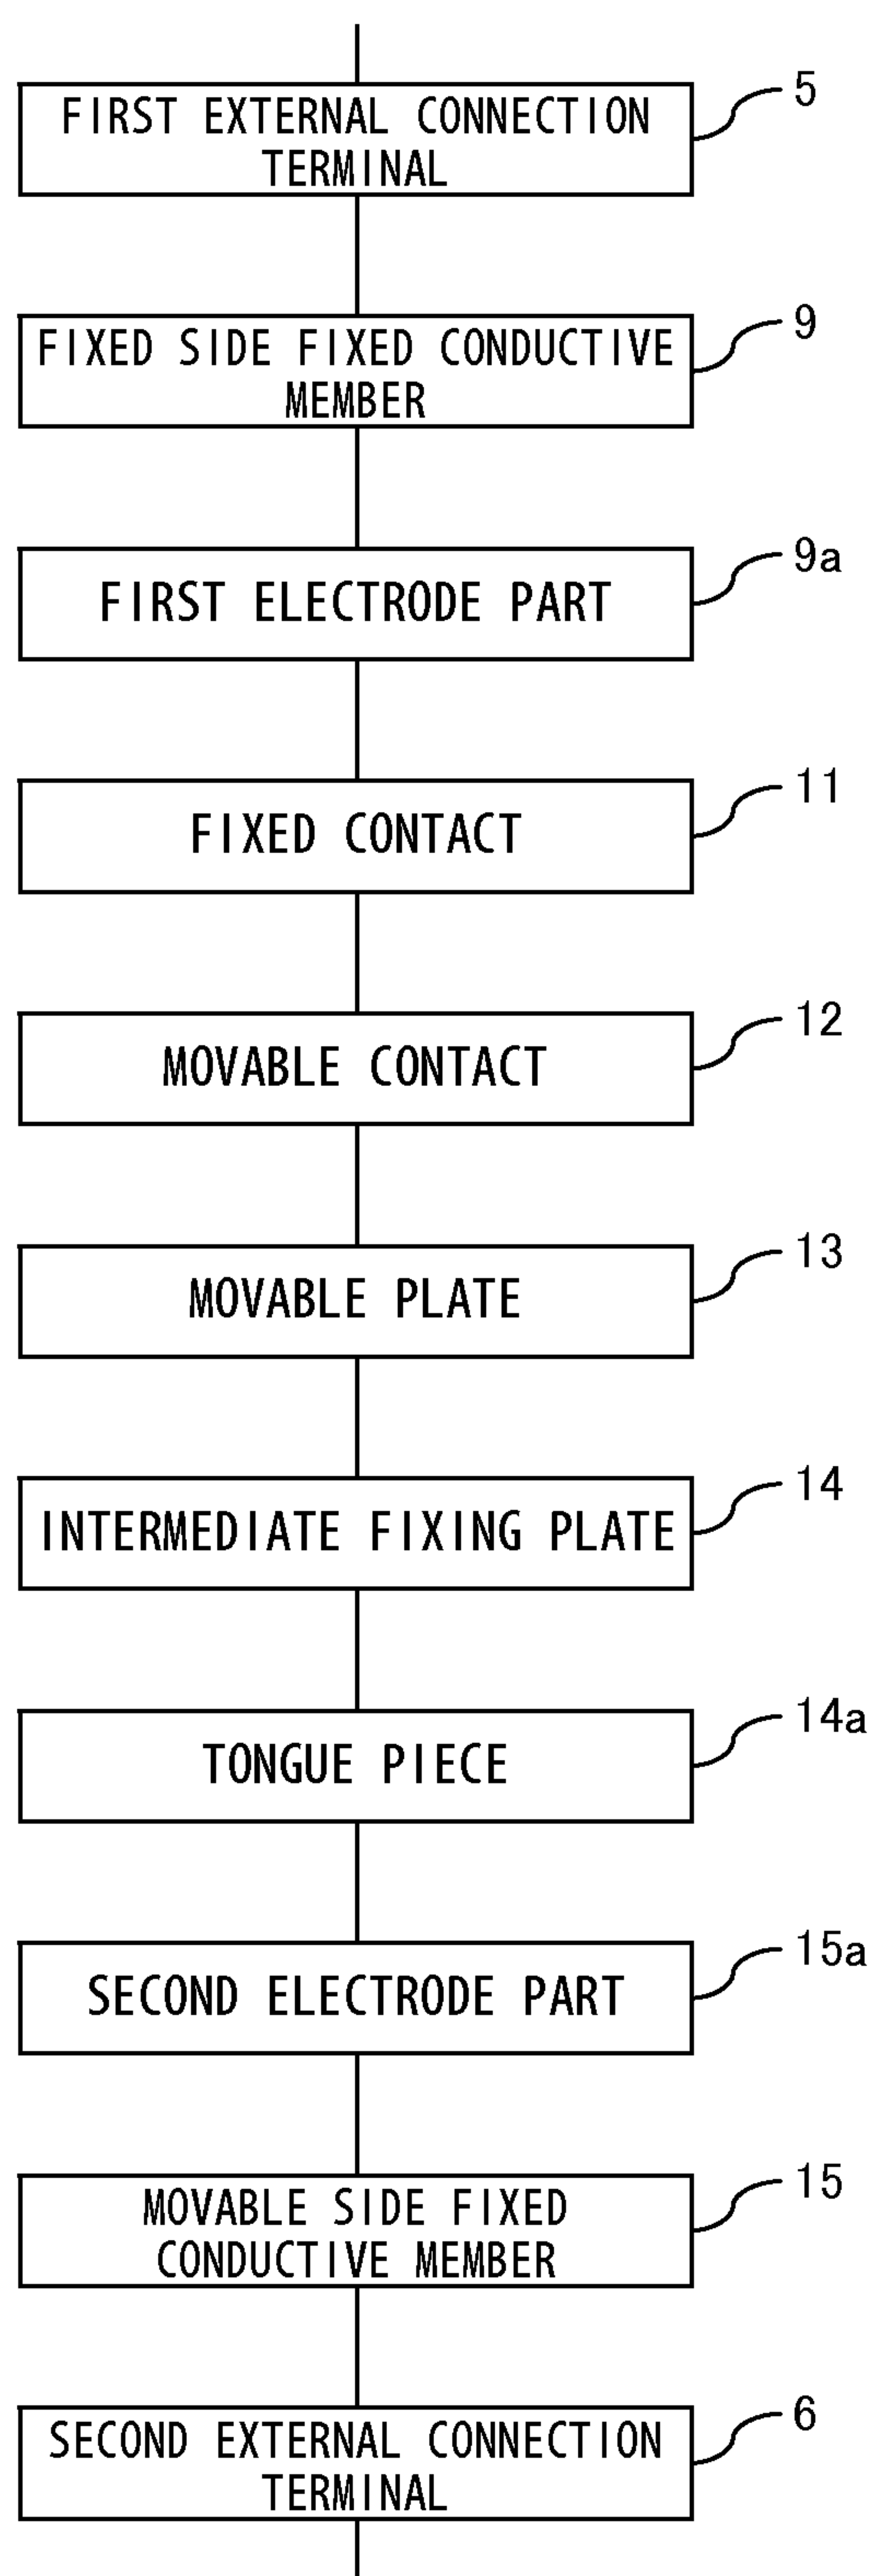 5
FIRST EXTERNAL CONNECTION
TERMINAL
9
FIXED SIDE FIXED CONDUCTIVE
MEMBER
9a
FIRST ELECTRODE PART
11
FIXED CONTACT
12
MOVABLE CONTACT
13
MOVABLE PLATE
14
INTERMEDIATE FIXING PLATE
14a
TONGUE PIECE
15a
SECOND ELECTRODE PART
15
MOVABLE SIDE FIXED
CONDUCTIVE MEMBER
6
SECOND EXTERNAL CONNECTION
TERMINAL